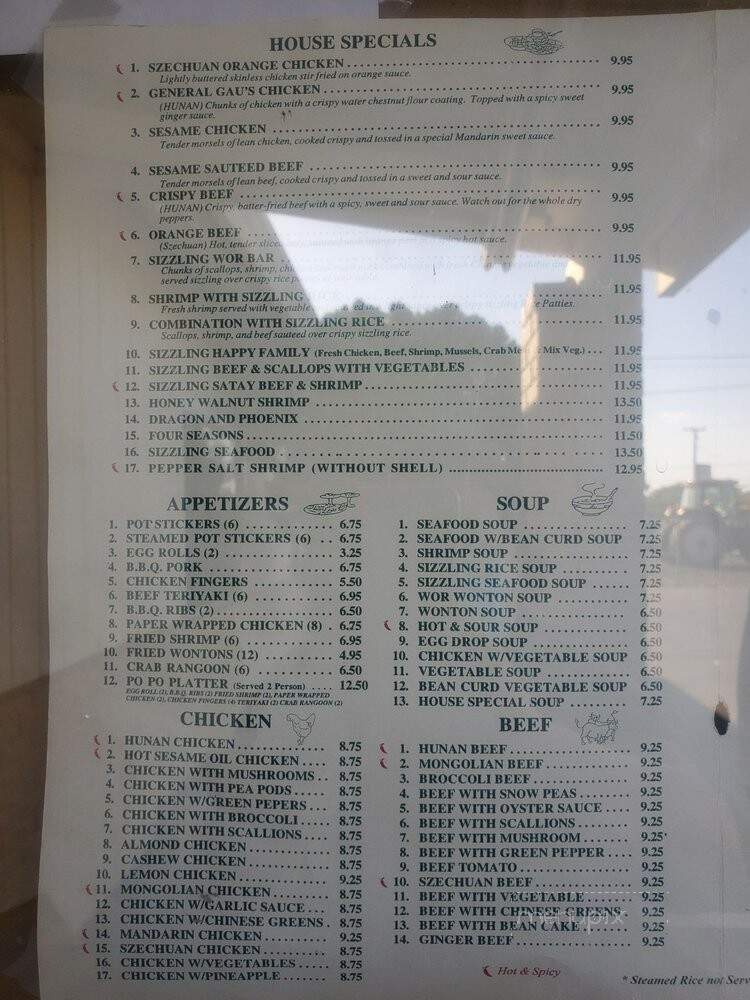 HOUSE SPECIALS
1. SZECHUAN ORANGE CHICKEN 9.95
Lightly buttered skinless chicken stir fried on orange sauce.
2. GENERAL GAU'S CHICKEN 9.95
(HUNAN) Chunks of chicken with a crispy water chestnut flour coating. Topped with a spicy sweet
ginger sauce.
3. SESAME CHICKEN 9.95
Tender morsels of lean chicken, cooked crispy and tossed in a special Mandarin sweet sauce.
4. SESAME SAUTEED BEEF 9.95
Tender morsels of lean beef, cooked crispy and tossed in a sweet and sour sauce.
5. CRISPY BEEF 9.95
(HUNAN) Crispy, batter-fried beef with a spicy, sweet and sour sauce. Watch out for the whole dry
peppers.
6. ORANGE BEEF 9.95
(Szechuan) Hot, tender hot sauce.
7. SIZZLING WOR BAR 11.95
Chunks of scallops, shrimp,
served sizzling over crispy rice
8. SHRIMP WITH SIZZLING 11.95
Fresh shrimp served with vegetable Patties.
9. COMBINATION WITH SIZZLING RICE 11.95
Scallops, shrimp, and beef sauteed over crispy sizzling rice.
10. SIZZLING HAPPY FAMILY (Fresh Chicken, Beef, Shrimp, Mussels, Crab Mix Veg.) 11.95
11. SIZZLING BEEF & SCALLOPS WITH VEGETABLES 11.95
12. SIZZLING SATAY BEEF & SHRIMP 11.95
13. HONEY WALNUT SHRIMP 13.50
14. DRAGON AND PHOENIX 11.95
15. FOUR SEASONS 11.50
16. SIZZLING SEAFOOD 13.50
17. PEPPER SALT SHRIMP (WITHOUT SHELL) 12.95
APPETIZERS
1. POT STICKERS (6) 6.75
2. STEAMED POT STICKERS (6) 6.75
3. EGG ROLLS (2) 3.25
4. B.B.Q. PORK 6.75
5. CHICKEN FINGERS 5.50
6. BEEF TERIYAKI (6) 6.95
7. B.B.Q. RIBS (2) 6.50
8. PAPER WRAPPED CHICKEN (8) 6.75
9. FRIED SHRIMP (6) 6.95
10. FRIED WONTONS (12) 4.95
11. CRAB RANGOON (6) 6.50
12. PO PO PLATTER (Served 2 Person) 12.50
EGG ROLL (2), B.B.Q. RIBS (2) FRIED SHRIMP (2), PAPER WRAPPED
CHICKEN (2), CHICKEN FINGERS (4) TERIYAKI (2) CRAB RANGOON (2)
SOUP
1. SEAFOOD SOUP 7.25
2. SEAFOOD W/BEAN CURD SOUP 7.25
3. SHRIMP SOUP 7.25
4. SIZZLING RICE SOUP 7.25
5. SIZZLING SEAFOOD SOUP 7.25
6. WOR WONTON SOUP 7.25
7. WONTON SOUP 6.50
8. HOT & SOUR SOUP 6.50
9. EGG DROP SOUP 6.50
10. CHICKEN W/VEGETABLE SOUP 6.50
11. VEGETABLE SOUP 6.50
12. BEAN CURD VEGETABLE SOUP 6.50
13. HOUSE SPECIAL SOUP 7.25
CHICKEN
1. HUNAN CHICKEN 8.75
2. HOT SESAME OIL CHICKEN 8.75
3. CHICKEN WITH MUSHROOMS 8.75
4. CHICKEN WITH PEA PODS 8.75
5. CHICKEN W/GREEN PEPERS 8.75
6. CHICKEN WITH BROCCOLI 8.75
7. CHICKEN WITH SCALLIONS 8.75
8. ALMOND CHICKEN 8.75
9. CASHEW CHICKEN 8.75
10. LEMON CHICKEN 9.25
11. MONGOLIAN CHICKEN 8.75
12. CHICKEN W/GARLIC SAUCE 8.75
13. CHICKEN W/CHINESE GREENS 8.75
14. MANDARIN CHICKEN 9.25
15. SZECHUAN CHICKEN 8.75
16. CHICKEN W/VEGETABLES 8.75
17. CHICKEN W/PINEAPPLE 8.75
BEEF
1. HUNAN BEEF 9.25
2. MONGOLIAN BEEF 9.25
3. BROCCOLI BEEF 9.25
4. BEEF WITH SNOW PEAS 9.25
5. BEEF WITH OYSTER SAUCE 9.25
6. BEEF WITH SCALLIONS 9.25
7. BEEF WITH MUSHROOM 9.25
8. BEEF WITH GREEN PEPPER 9.25
9. BEEF TOMATO 9.25
10. SZECHUAN BEEF 9.25
11. BEEF WITH VEGETABLE 9.25
12. BEEF WITH CHINESE GREENS 9.25
13. BEEF WITH BEAN CAKE 9.25
14. GINGER BEEF 9.25
Hot & Spicy
* Steamed Rice not Serv